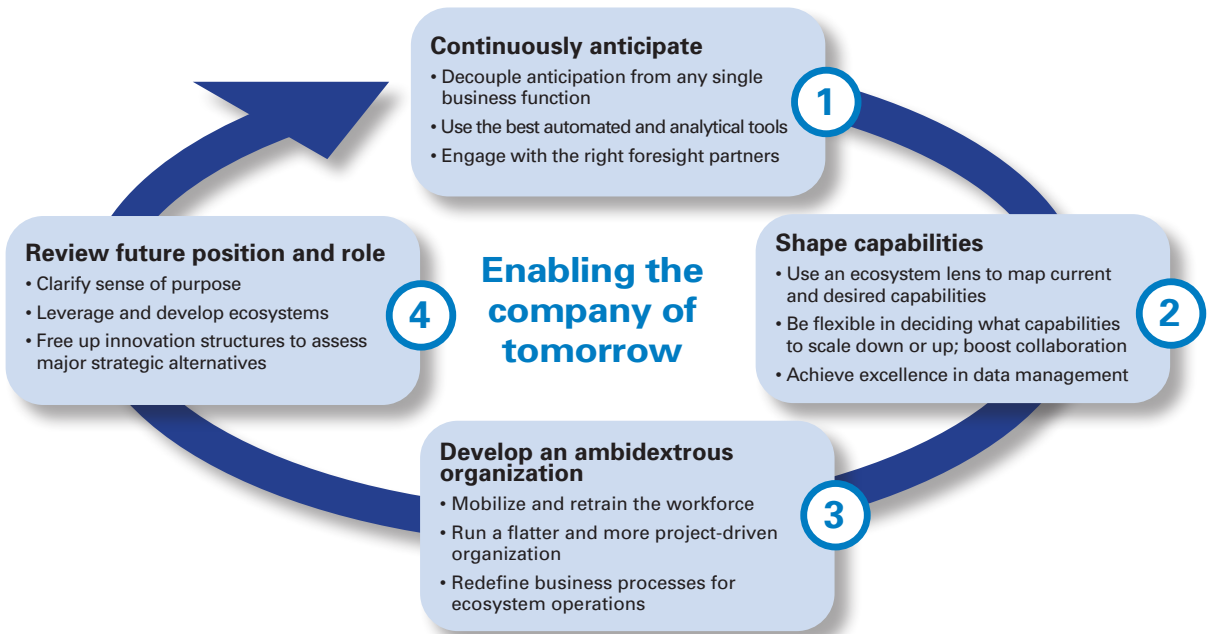 Continuously anticipate
• Decouple anticipation from any single
business function
• Use the best automated and analytical tools
• Engage with the right foresight partners
1
Shape capabilities
• Use an ecosystem lens to map current
and desired capabilities
• Be flexible in deciding what capabilities
to scale down or up; boost collaboration
• Achieve excellence in data management
2
Develop an ambidextrous
organization
• Mobilize and retrain the workforce
• Run a flatter and more project-driven
organization
• Redefine business processes for
ecosystem operations
3
Review future position and role
• Clarify sense of purpose
• Leverage and develop ecosystems
• Free up innovation structures to assess
major strategic alternatives
4
Enabling the
company of
tomorrow